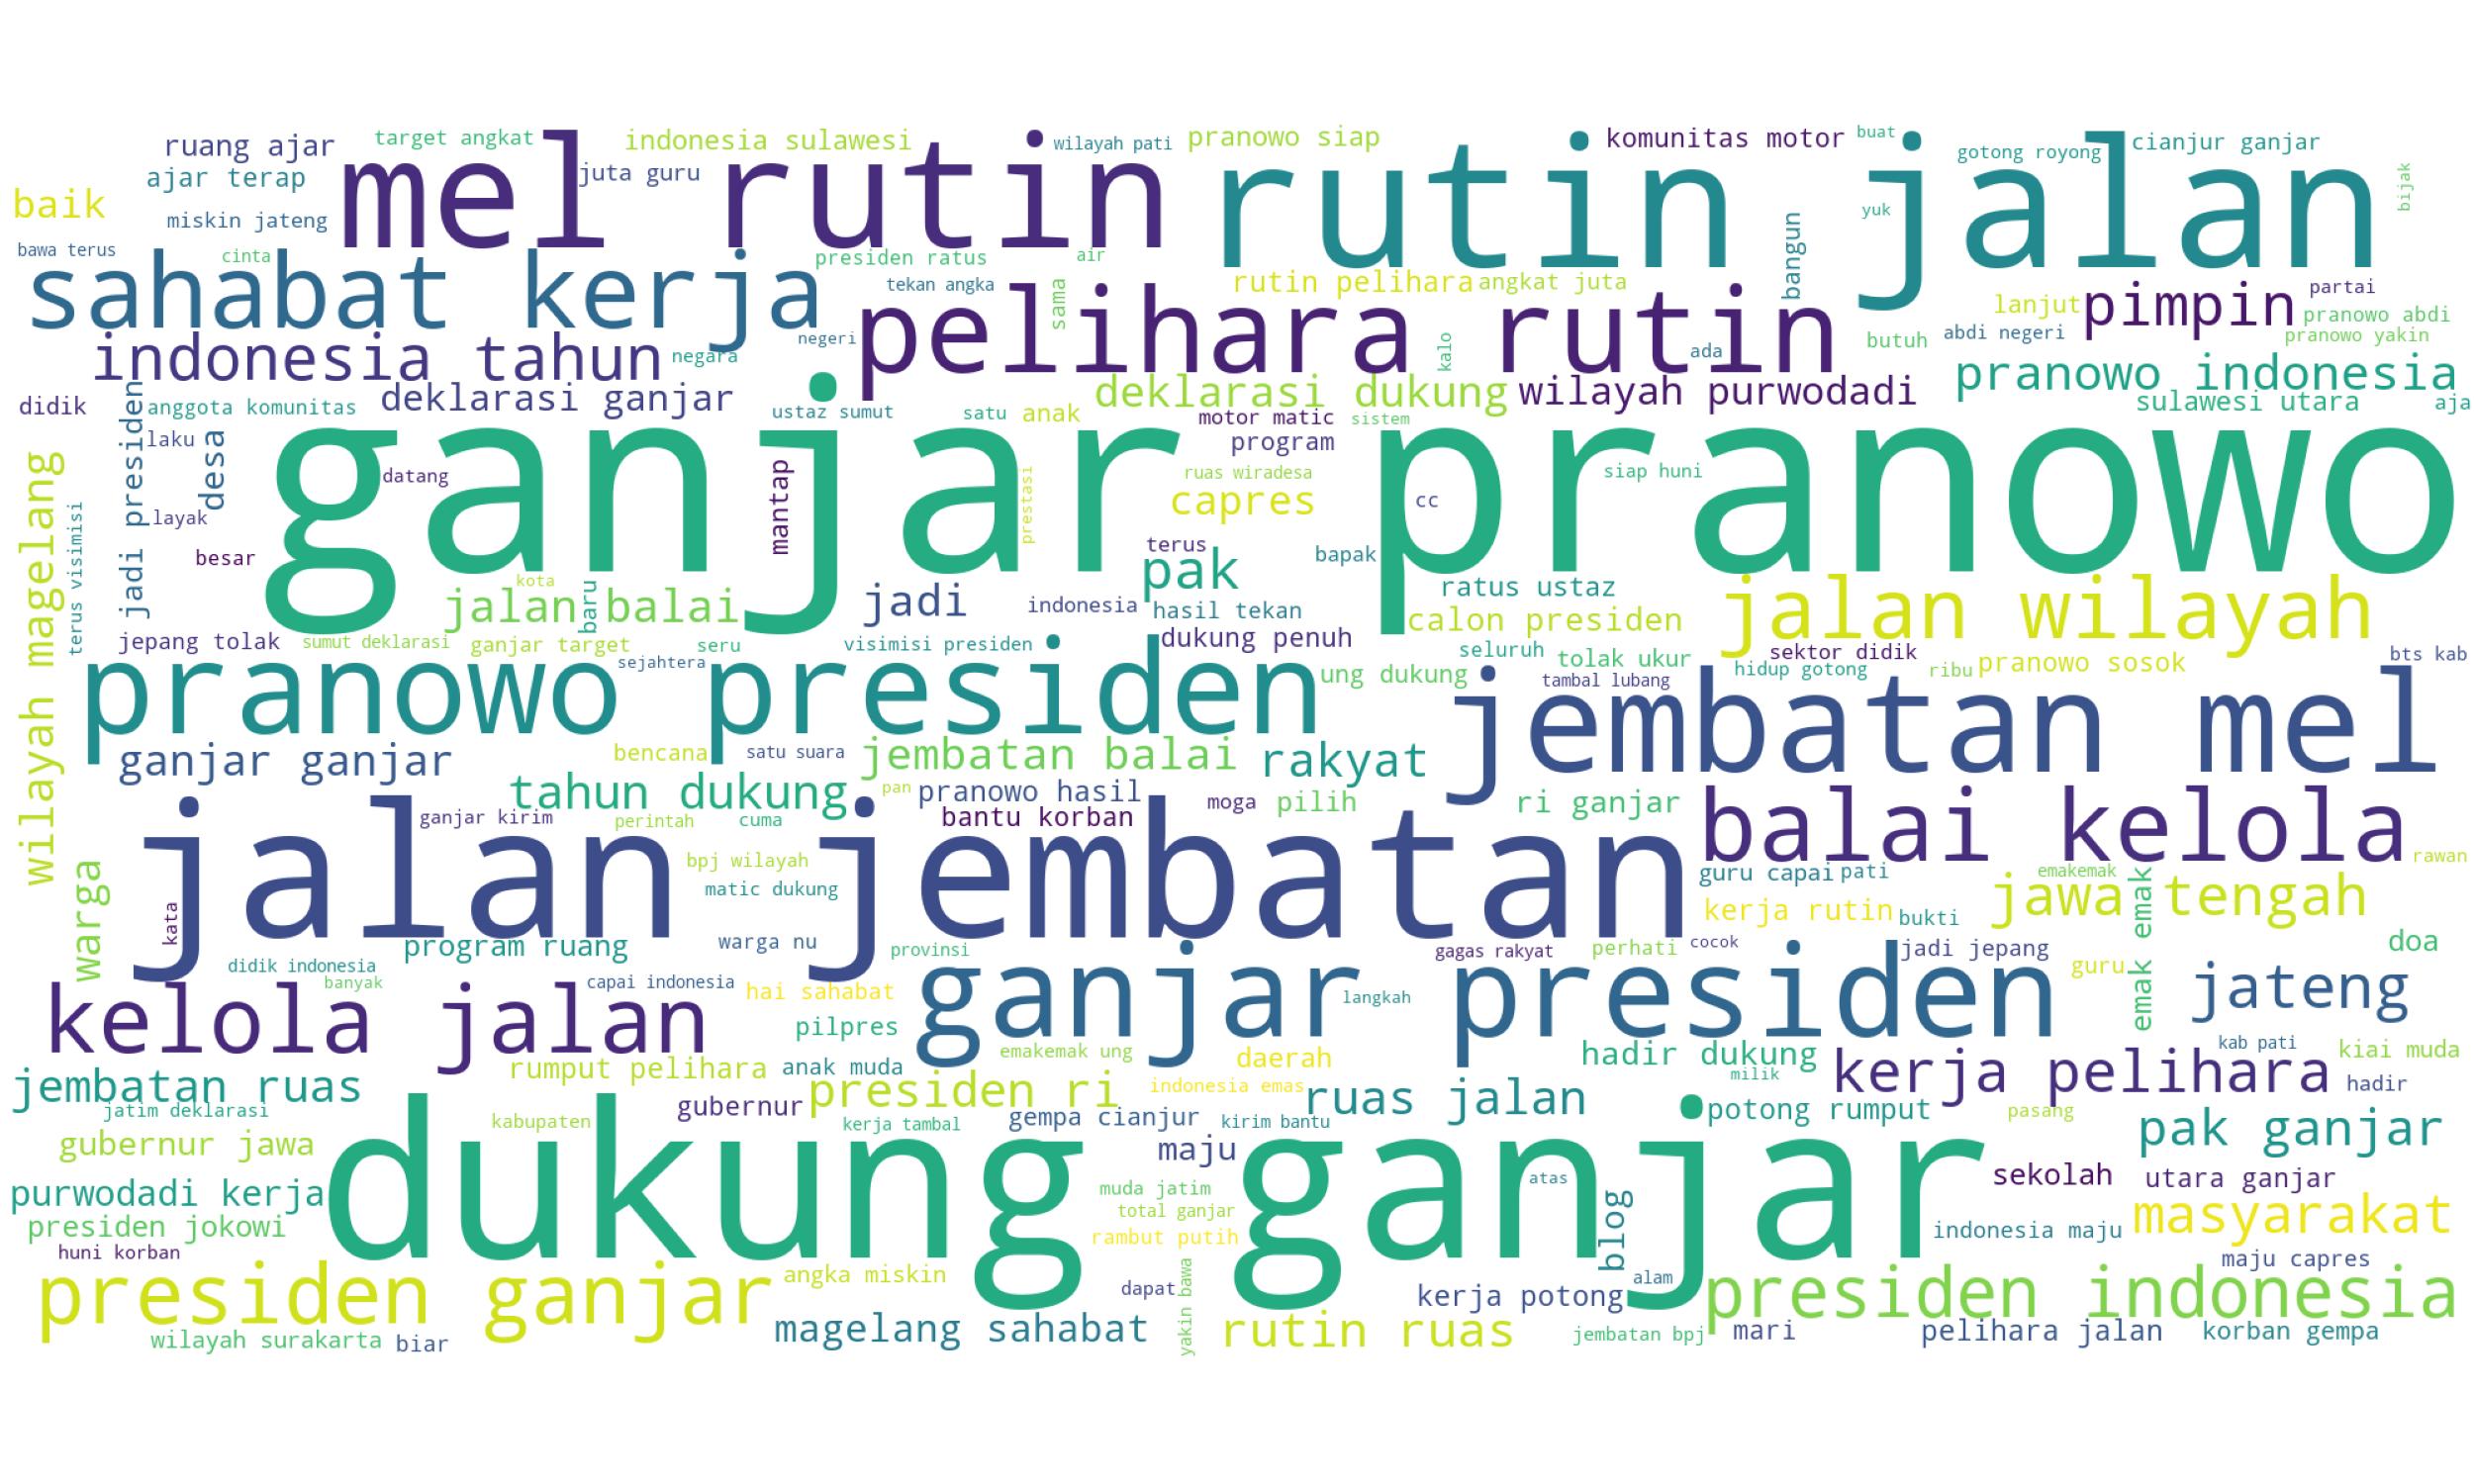 ruang ajar
target angkat
indonesia sulawesi
wilayah pati
pranowo siap
komunitas motor
buat
cianjur ganjar
mel rutin
rutin jalan
gotong royong
ajar terap
juta guru
bijak
baik
miskin jateng
yuk
bangun
bawa terus
cinta
presiden ratus
air
sahabat kerja
tekan angka
sama
rutin pelihara
angkat juta
pelihara rutin
lanjut
pimpin
partai
pranowo abdi
indonesia tahun
negara
negeri
kalo
ada
butuh
abdi negeri
pranowo yakin
didik
anggota komunitas
jadi presiden
deklarasi ganjar
ustaz sumut
satu
anak
deklarasi dukung
wilayah purwodadi
pranowo indonesia
motor matic
sistem
sulawesi utara
aja
laku
desa
program
ganjar pranowo
wilayah magelang
datang
mantap
prestasi
ruas wiradesa
siap huni
capres
cc
terus visimisi
layak
besar
terus
pak
bapak
kota
jalan balai
baru
jadi
indonesia
hasil tekan
ratus ustaz
calon presiden
jalan wilayah
jepang tolak
sumut deklarasi
ganjar target
seru
visimisi presiden
dukung penuh
seluruh
tolak ukur
sektor didik
bts kab
sejahtera
pranowo presiden
ung dukung
tambal lubang
hidup gotong
ribu
pranowo sosok
jembatan mel
ganjar ganjar
bencana
satu suara
jembatan balai
rakyat
tahun dukung
pan
pranowo hasil
moga
pilih
ri ganjar
balai kelola
ganjar kirim
perintah
cuma
bantu korban
jalan jembatan
bpj wilayah
rawan
warga
matic dukung
guru capai
pati
emakemak
jawa tengah
kata
kerja rutin
bukti
emak emak
program ruang
warga nu
provinsi
gagas rakyat
perhati
cocok
jadi jepang
doa
didik indonesia
banyak
capai indonesia
hai sahabat
ganjar presiden
langkah
guru
jateng
kelola jalan
pilpres
emakemak ung
daerah
hadir dukung
kab pati
kiai muda
jembatan ruas
rumput pelihara
anak muda
presiden ri
indonesia emas
ruas jalan
milik
kerja pelihara
hadir
jatim deklarasi
kabupaten
gubernur
kerja tambal
gempa cianjur
kirim bantu
potong rumput
pasang
gubernur jawa
dukung ganjar
maju
pak ganjar
purwodadi kerja
muda jatim
atas
blog
sekolah
utara ganjar
presiden jokowi
total ganjar
rambut putih
indonesia maju
masyarakat
huni korban
maju capres
presiden ganjar
angka miskin
dapat
yakin bawa
kerja potong
alam
presiden indonesia
wilayah surakarta
biar
magelang sahabat
rutin ruas
jembatan bpj
mari
pelihara jalan
korban gempa